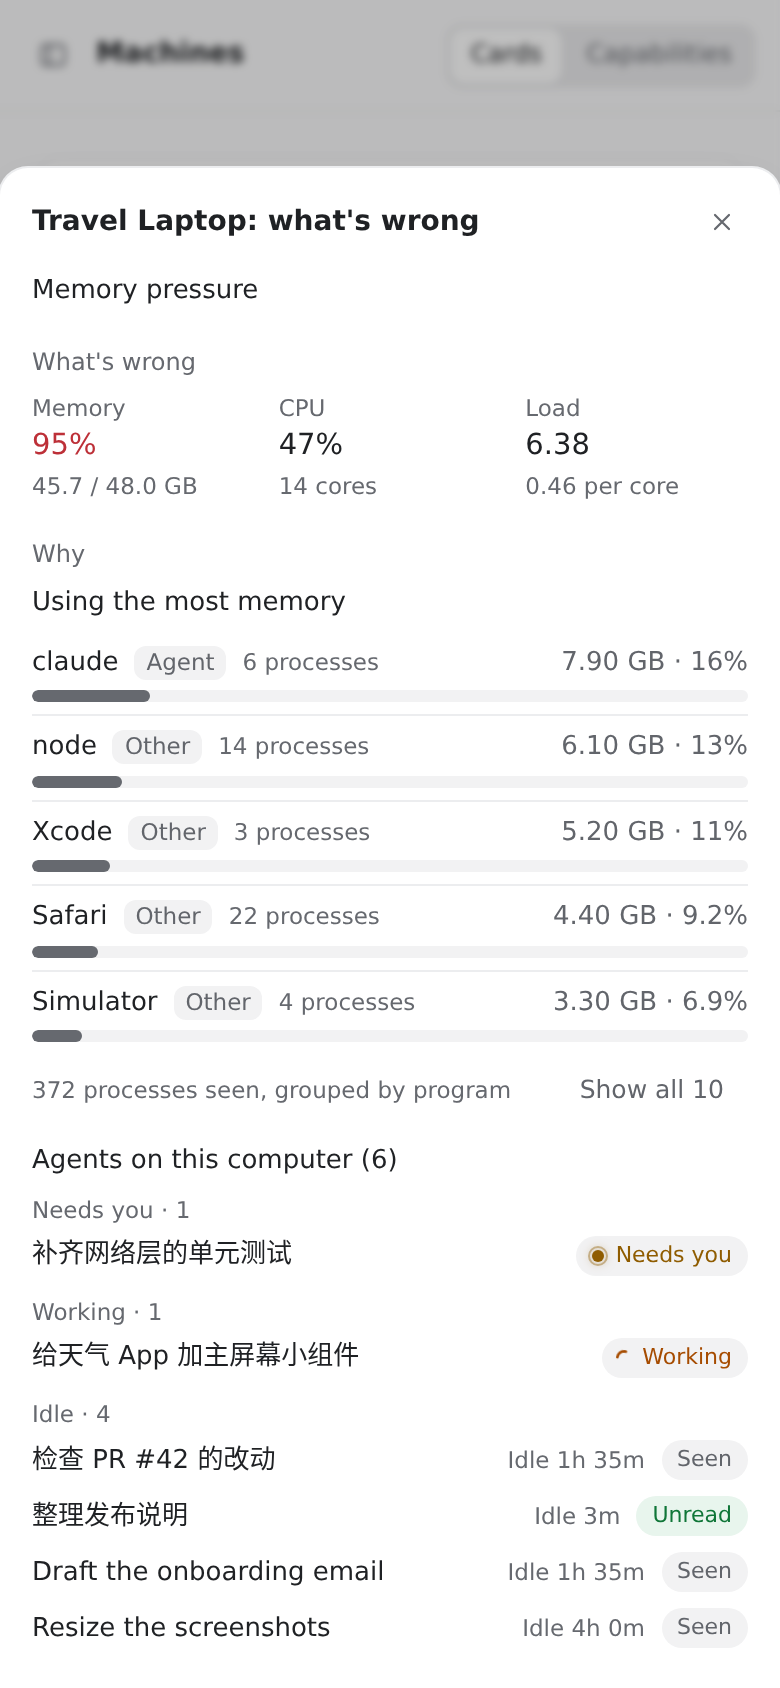 Machines
Cards
Capabilities
Travel Laptop: what's wrong
Memory pressure
What's wrong
Memory CPU Load
95% 47% 6.38
45.7 / 48.0 GB 14 cores 0.46 per core
Why
Using the most memory
claude Agent 6 processes 7.90 GB · 16%
node Other 14 processes 6.10 GB · 13%
Xcode Other 3 processes 5.20 GB · 11%
Safari Other 22 processes 4.40 GB · 9.2%
Simulator Other 4 processes 3.30 GB · 6.9%
372 processes seen, grouped by program Show all 10
Agents on this computer (6)
Needs you · 1
补齐网络层的单元测试 Needs you
Working · 1
给天气 App 加主屏幕小组件 Working
Idle · 4
检查 PR #42 的改动 Idle 1h 35m Seen
整理发布说明 Idle 3m Unread
Draft the onboarding email Idle 1h 35m Seen
Resize the screenshots Idle 4h 0m Seen